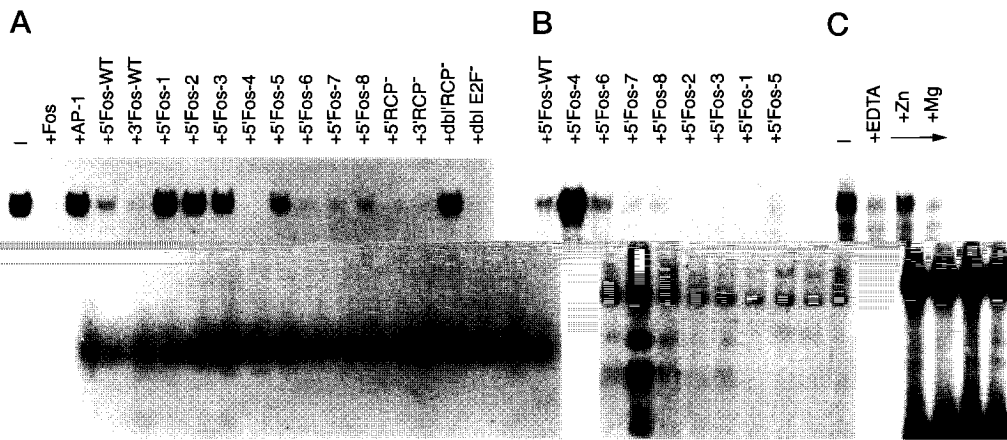 A
B
C
–
+Fos
+AP-1
+5'Fos-WT
+3'Fos-WT
+5'Fos-1
+5'Fos-2
+5'Fos-3
+5'Fos-4
+5'Fos-5
+5'Fos-6
+5'Fos-7
+5'Fos-8
+5'RCP⁻
+3'RCP⁻
+dbl'RCP⁻
+dbl E2F⁻
+5'Fos-WT
+5'Fos-4
+5'Fos-6
+5'Fos-7
+5'Fos-8
+5'Fos-2
+5'Fos-3
+5'Fos-1
+5'Fos-5
–
+EDTA
+Zn
+Mg